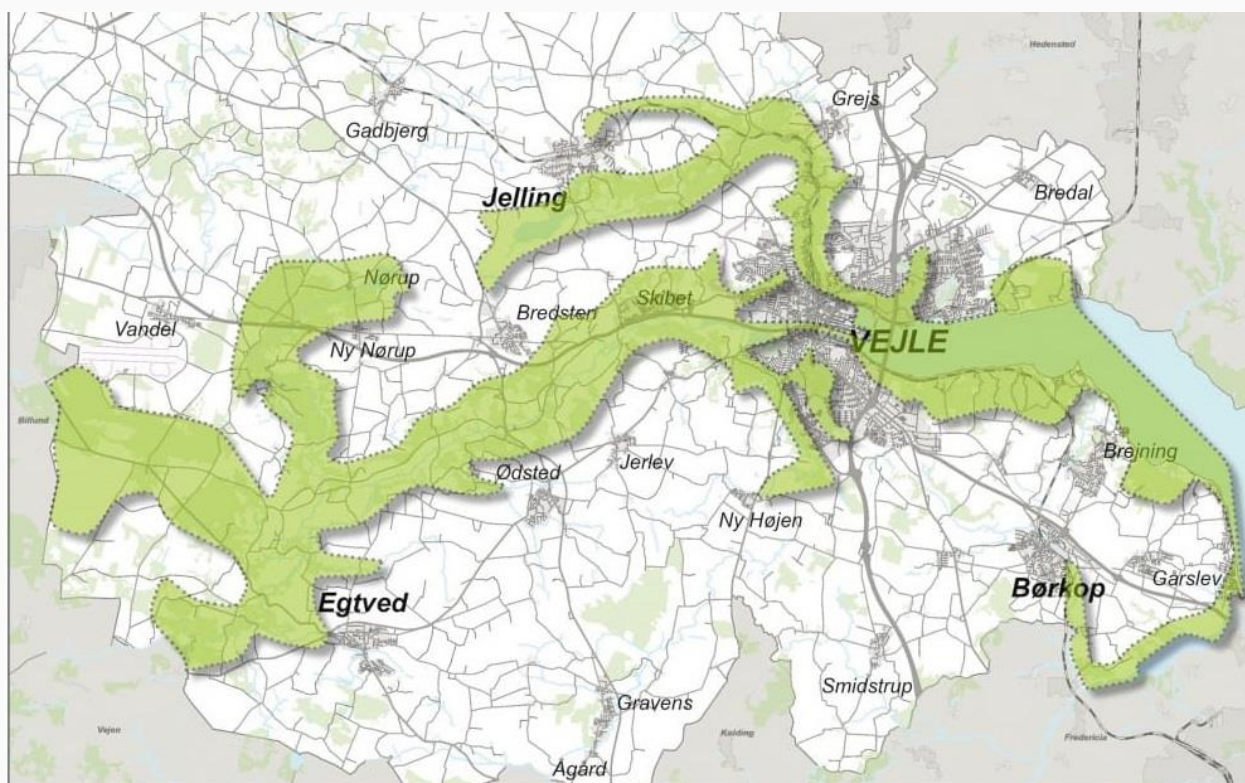 Hedensted
Grejs
Gadbjerg
Bredal
Jelling
Nørup
Skibet
Bredsten
Vandel
Ny Nørup
VEJLE
Billund
Brejning
Jerlev
Ødsted
Ny Højen
Gårslev
Børkop
Egtved
Smidstrup
Gravens
Vejen
Kolding
Fredericia
Ågård